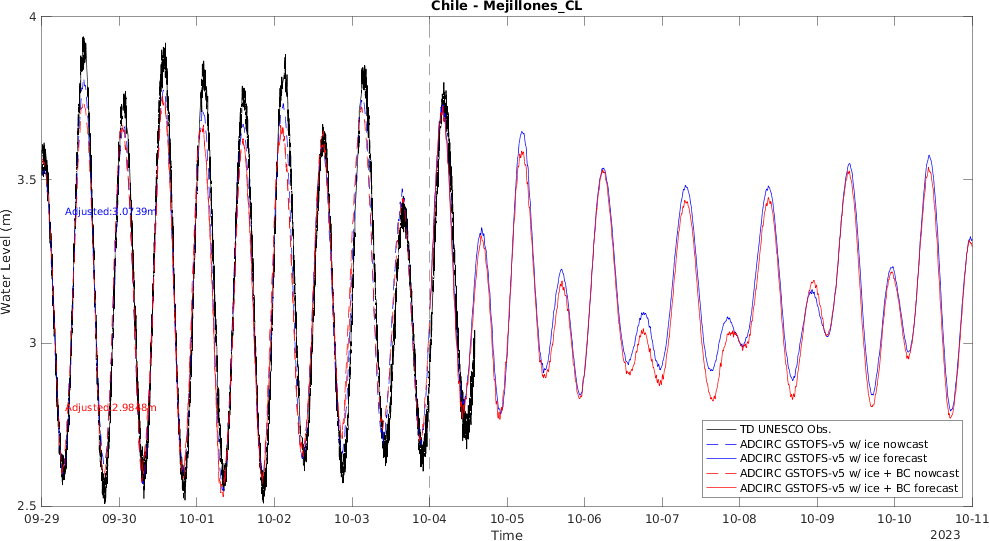 Chile - Mejillones_CL
4
3.5
3
2.5
Water Level (m)
Adjusted:3.0739m
Adjusted:2.9848m
TD UNESCO Obs.
ADCIRC GSTOFS-v5 w/ ice nowcast
ADCIRC GSTOFS-v5 w/ ice forecast
ADCIRC GSTOFS-v5 w/ ice + BC nowcast
ADCIRC GSTOFS-v5 w/ ice + BC forecast
09-29 09-30 10-01 10-02 10-03 10-04 10-05 10-06 10-07 10-08 10-09 10-10 10-11
Time
2023